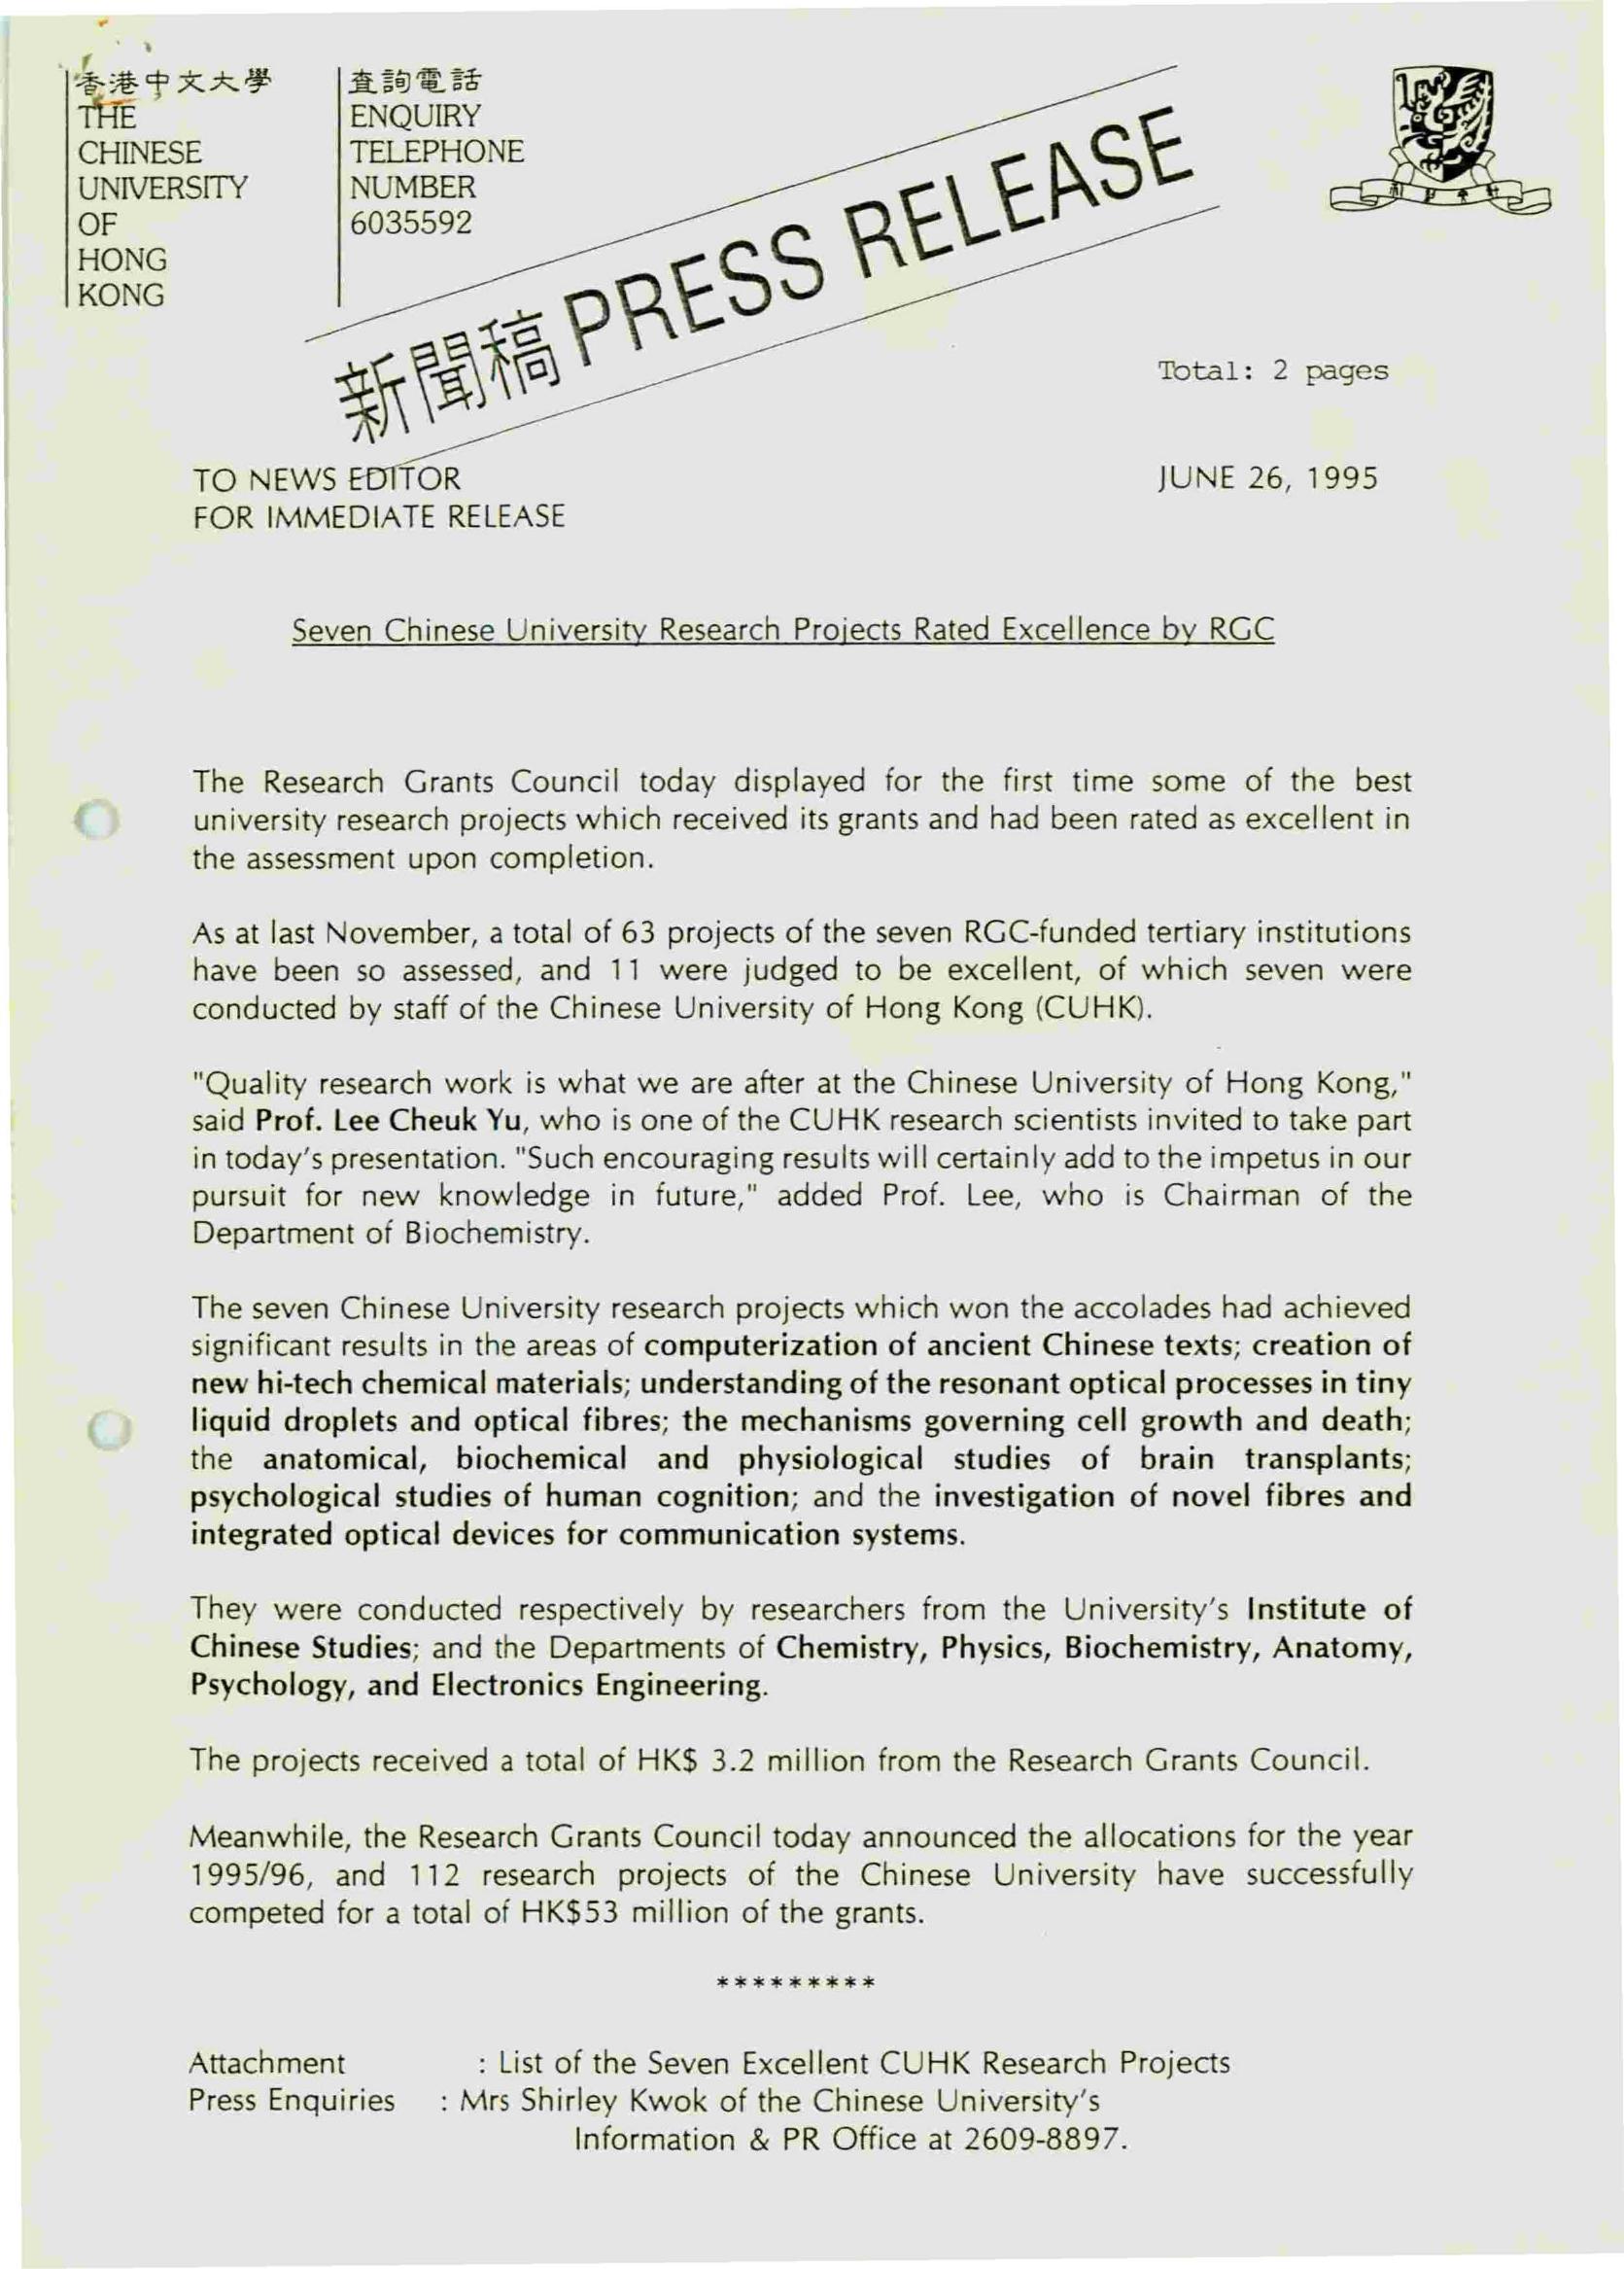 香港中文大學
THE
CHINESE
UNIVERSITY
OF
HONG
KONG
查詢電話
ENQUIRY
TELEPHONE
NUMBER
6035592
新聞稿 PRESS RELEASE
Total: 2 pages
TO NEWS EDITOR
FOR IMMEDIATE RELEASE
JUNE 26, 1995
Seven Chinese University Research Projects Rated Excellence by RGC
The Research Grants Council today displayed for the first time some of the best
university research projects which received its grants and had been rated as excellent in
the assessment upon completion.
As at last November, a total of 63 projects of the seven RGC-funded tertiary institutions
have been so assessed, and 11 were judged to be excellent, of which seven were
conducted by staff of the Chinese University of Hong Kong (CUHK).
"Quality research work is what we are after at the Chinese University of Hong Kong,"
said Prof. Lee Cheuk Yu, who is one of the CUHK research scientists invited to take part
in today's presentation. "Such encouraging results will certainly add to the impetus in our
pursuit for new knowledge in future," added Prof. Lee, who is Chairman of the
Department of Biochemistry.
The seven Chinese University research projects which won the accolades had achieved
significant results in the areas of computerization of ancient Chinese texts; creation of
new hi-tech chemical materials; understanding of the resonant optical processes in tiny
liquid droplets and optical fibres; the mechanisms governing cell growth and death;
the anatomical, biochemical and physiological studies of brain transplants;
psychological studies of human cognition; and the investigation of novel fibres and
integrated optical devices for communication systems.
They were conducted respectively by researchers from the University's Institute of
Chinese Studies; and the Departments of Chemistry, Physics, Biochemistry, Anatomy,
Psychology, and Electronics Engineering.
The projects received a total of HK$ 3.2 million from the Research Grants Council.
Meanwhile, the Research Grants Council today announced the allocations for the year
1995/96, and 112 research projects of the Chinese University have successfully
competed for a total of HK$53 million of the grants.
*********
Attachment : List of the Seven Excellent CUHK Research Projects
Press Enquiries : Mrs Shirley Kwok of the Chinese University's
Information & PR Office at 2609-8897.